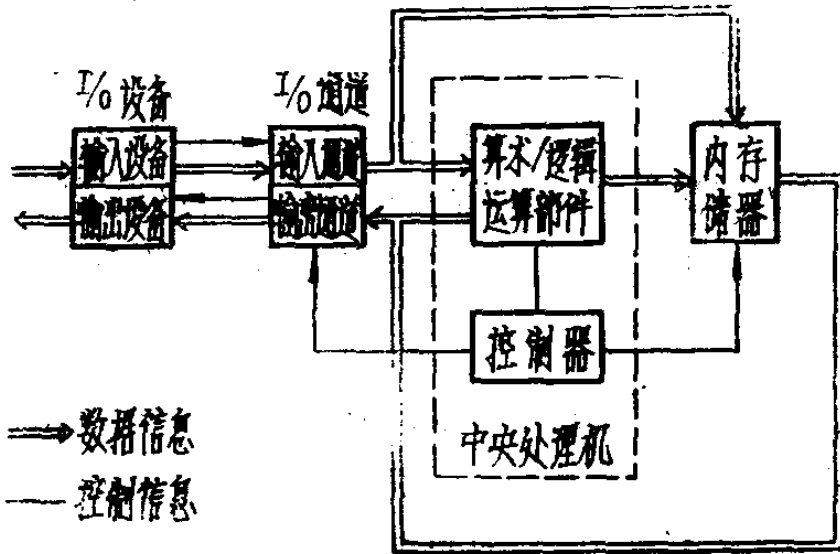 I/O 设备
I/O 通道
输入设备
输出设备
输入通道
输出通道
算术/逻辑
运算部件
内存
储器
控制器
中央处理机
数据信息
控制信息